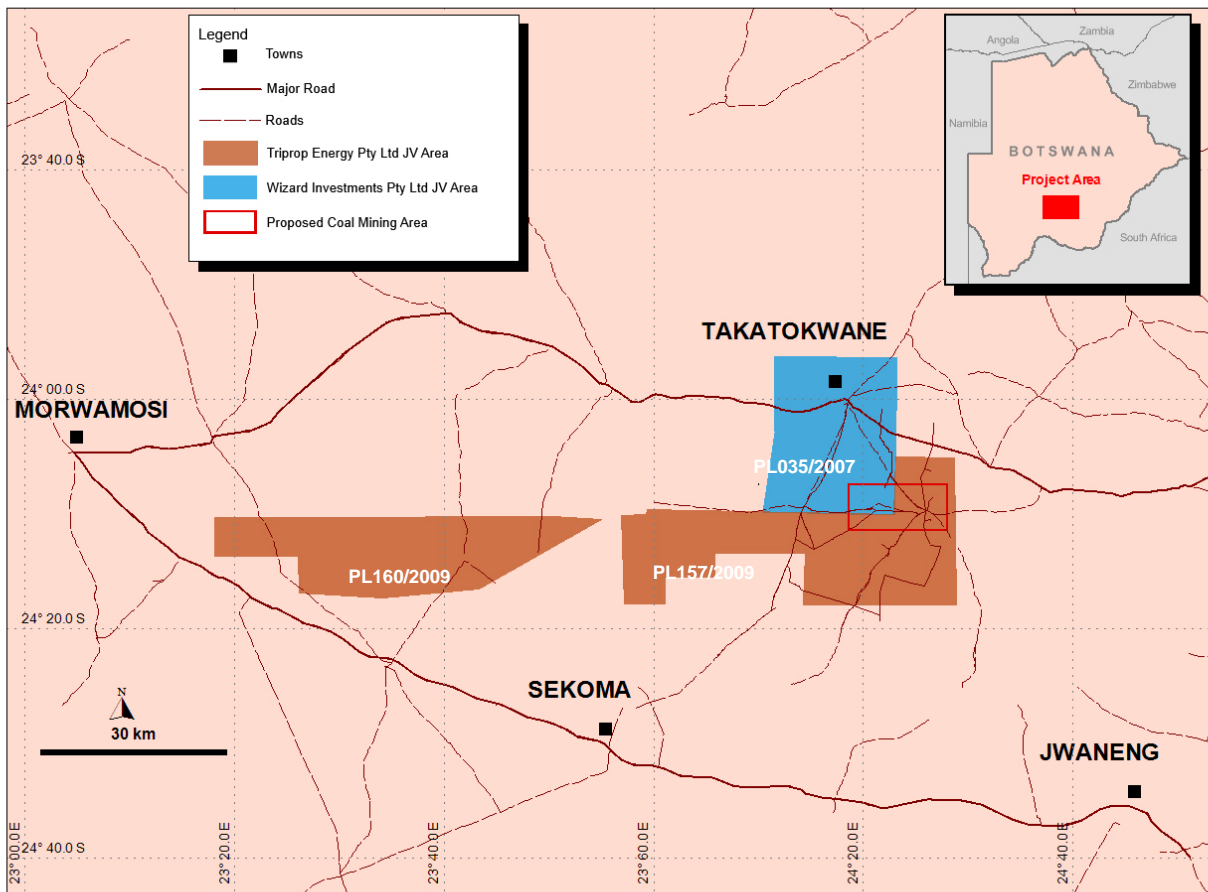 Legend
Towns
Major Road
Roads
Triprop Energy Pty Ltd JV Area
Wizard Investments Pty Ltd JV Area
Proposed Coal Mining Area
Angola
Zambia
Zimbabwe
Namibia
BOTSWANA
Project Area
South Africa
23° 40.0 S
TAKATOKWANE
24° 00.0 S
MORWAMOSI
PL035/2007
PL160/2009
PL157/2009
24° 20.0 S
SEKOMA
N
30 km
JWANENG
24° 40.0 S
23° 00.0 E
23° 20.0 E
23° 40.0 E
23° 60.0 E
24° 20.0 E
24° 40.0 E